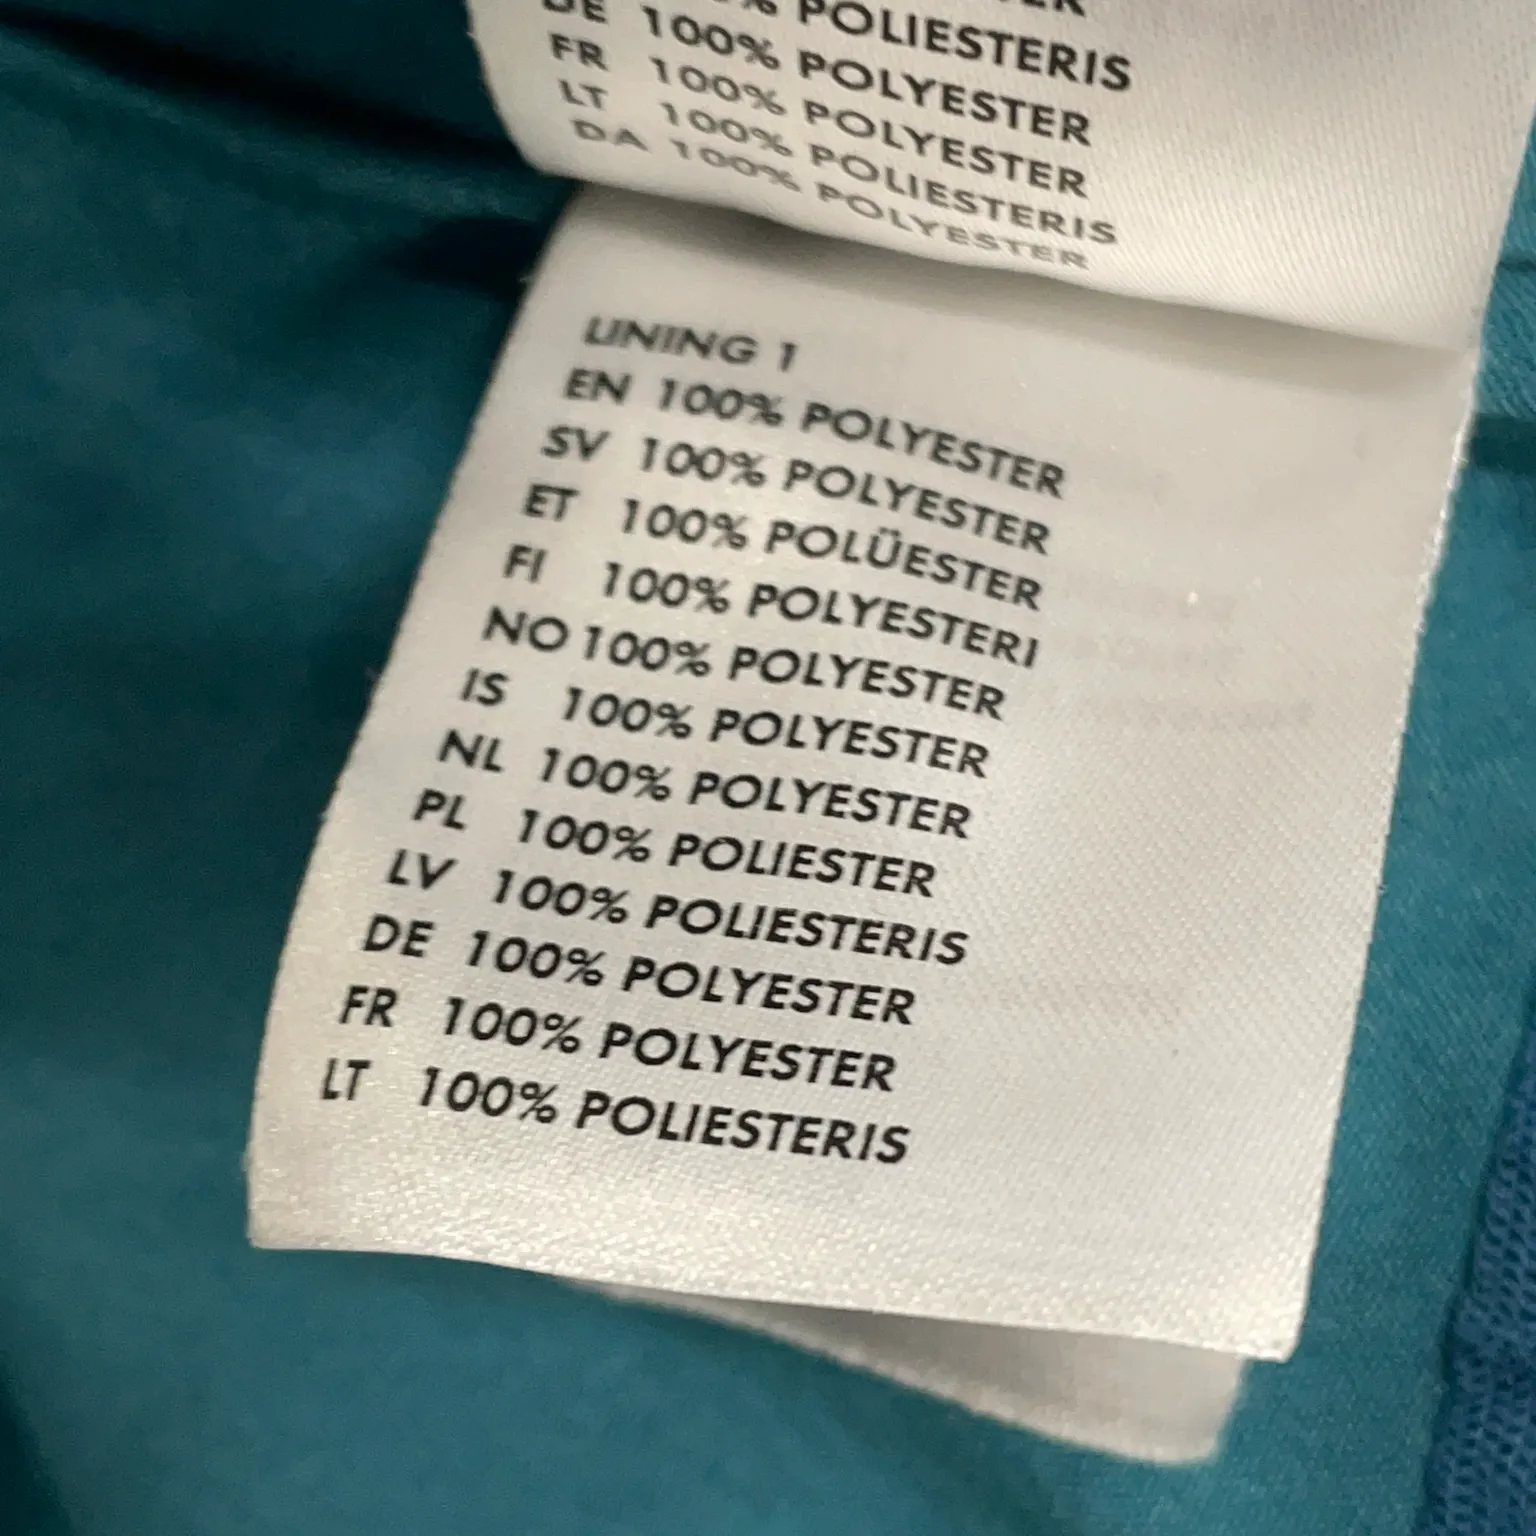 % POLIESTERIS
DE 100% POLYESTER
FR 100% POLYESTER
LT 100% POLIESTERIS
DA 100% POLYESTER
LINING 1
EN 100% POLYESTER
SV 100% POLYESTER
ET 100% POLÜESTER
FI 100% POLYESTERI
NO 100% POLYESTER
IS 100% POLYESTER
NL 100% POLYESTER
PL 100% POLIESTER
LV 100% POLIESTERIS
DE 100% POLYESTER
FR 100% POLYESTER
LT 100% POLIESTERIS